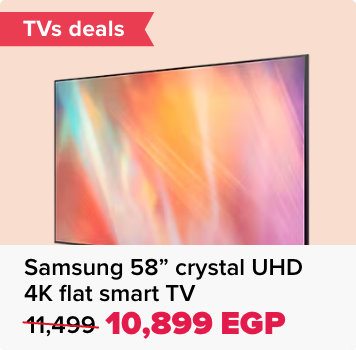 TVs deals
Samsung 58” crystal UHD
4K flat smart TV
11,499 10,899 EGP